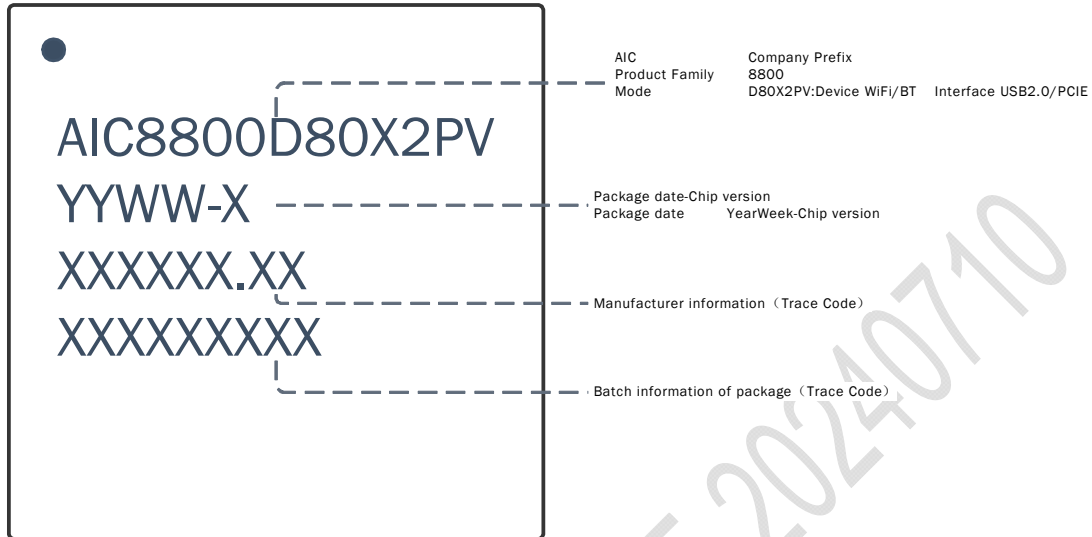 AIC Company Prefix
Product Family 8800
Mode D80X2PV:Device WiFi/BT Interface USB2.0/PCIE
AIC8800D80X2PV
YYWW-X
Package date-Chip version
Package date YearWeek-Chip version
XXXXXX.XX
Manufacturer information（Trace Code）
XXXXXXXXX
Batch information of package（Trace Code）
20240710